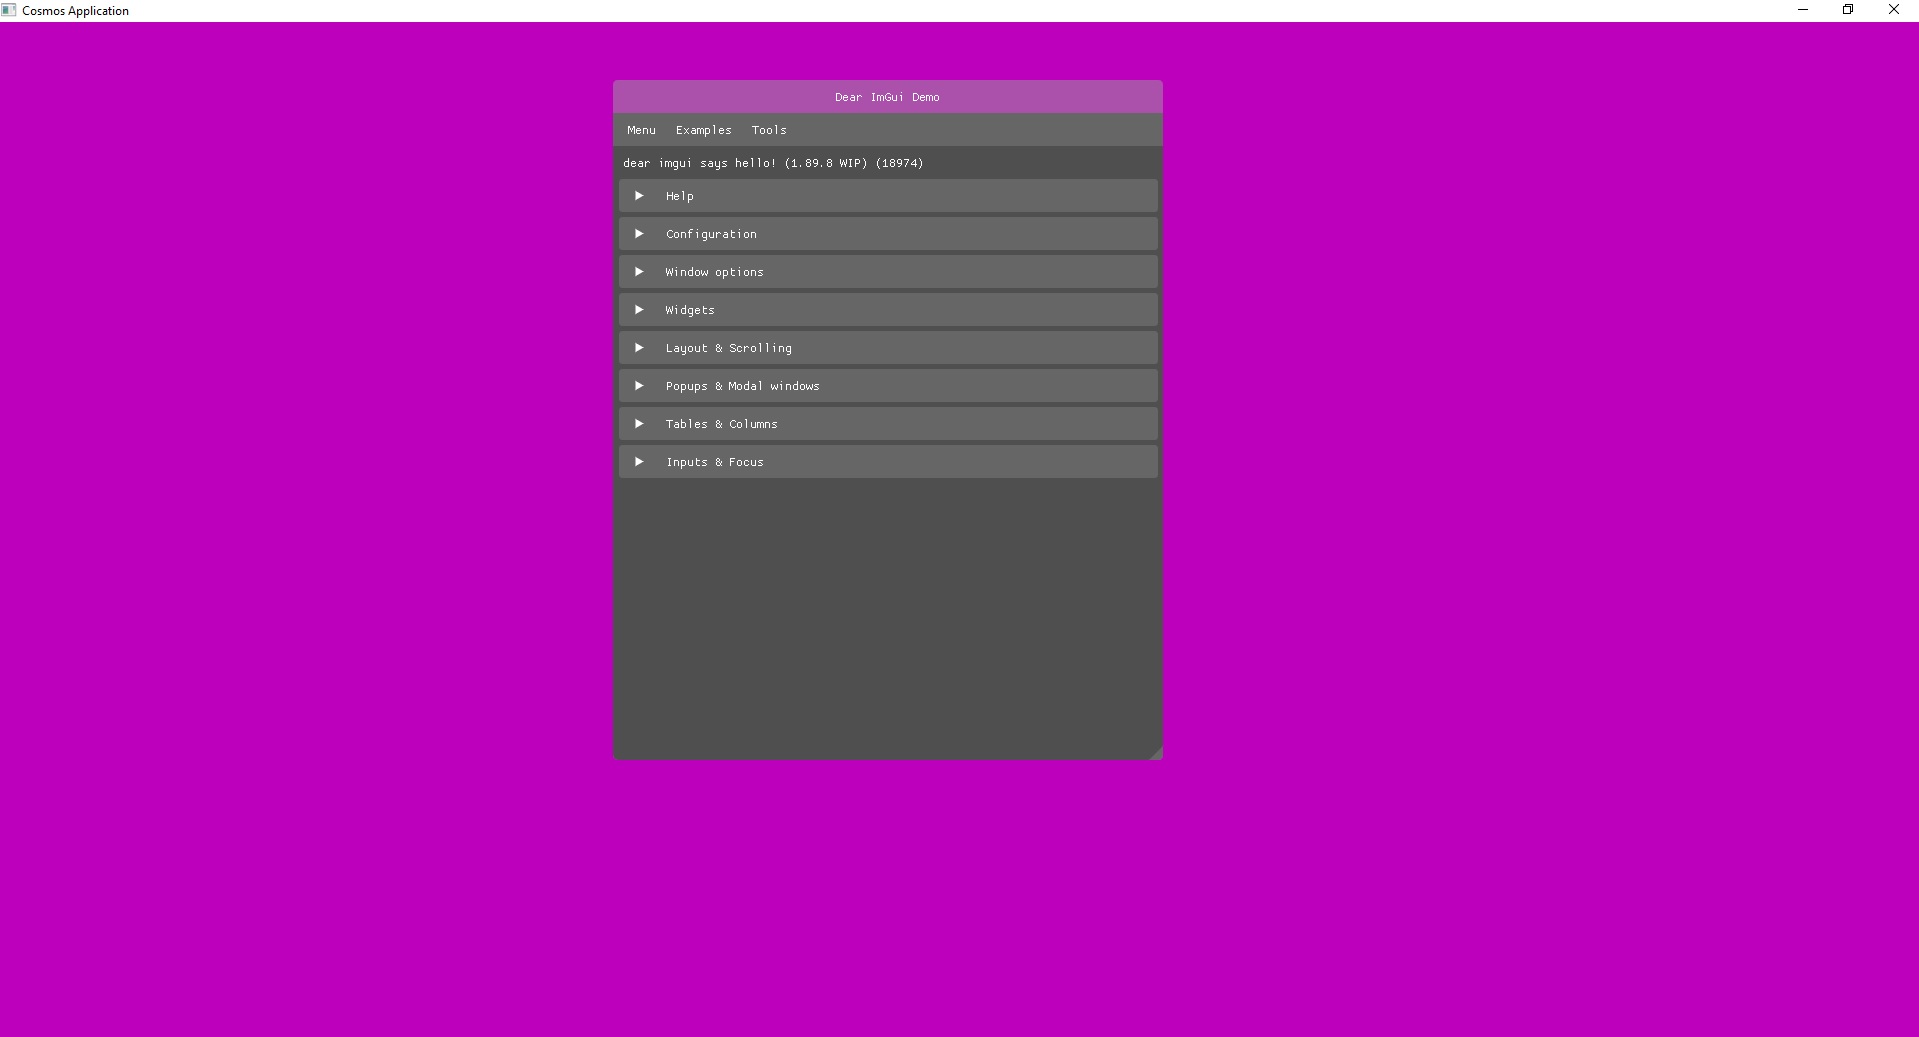 Cosmos Application
Dear ImGui Demo
Menu Examples Tools
dear imgui says hello! (1.89.8 WIP) (18974)
Help
Configuration
Window options
Widgets
Layout & Scrolling
Popups & Modal windows
Tables & Columns
Inputs & Focus